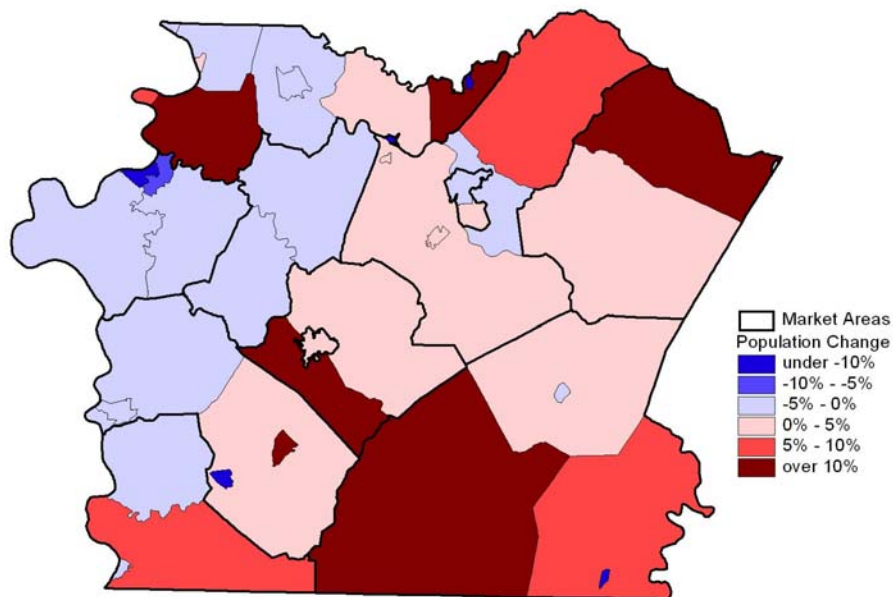 Market Areas
Population Change
under -10%
-10% - -5%
-5% - 0%
0% - 5%
5% - 10%
over 10%